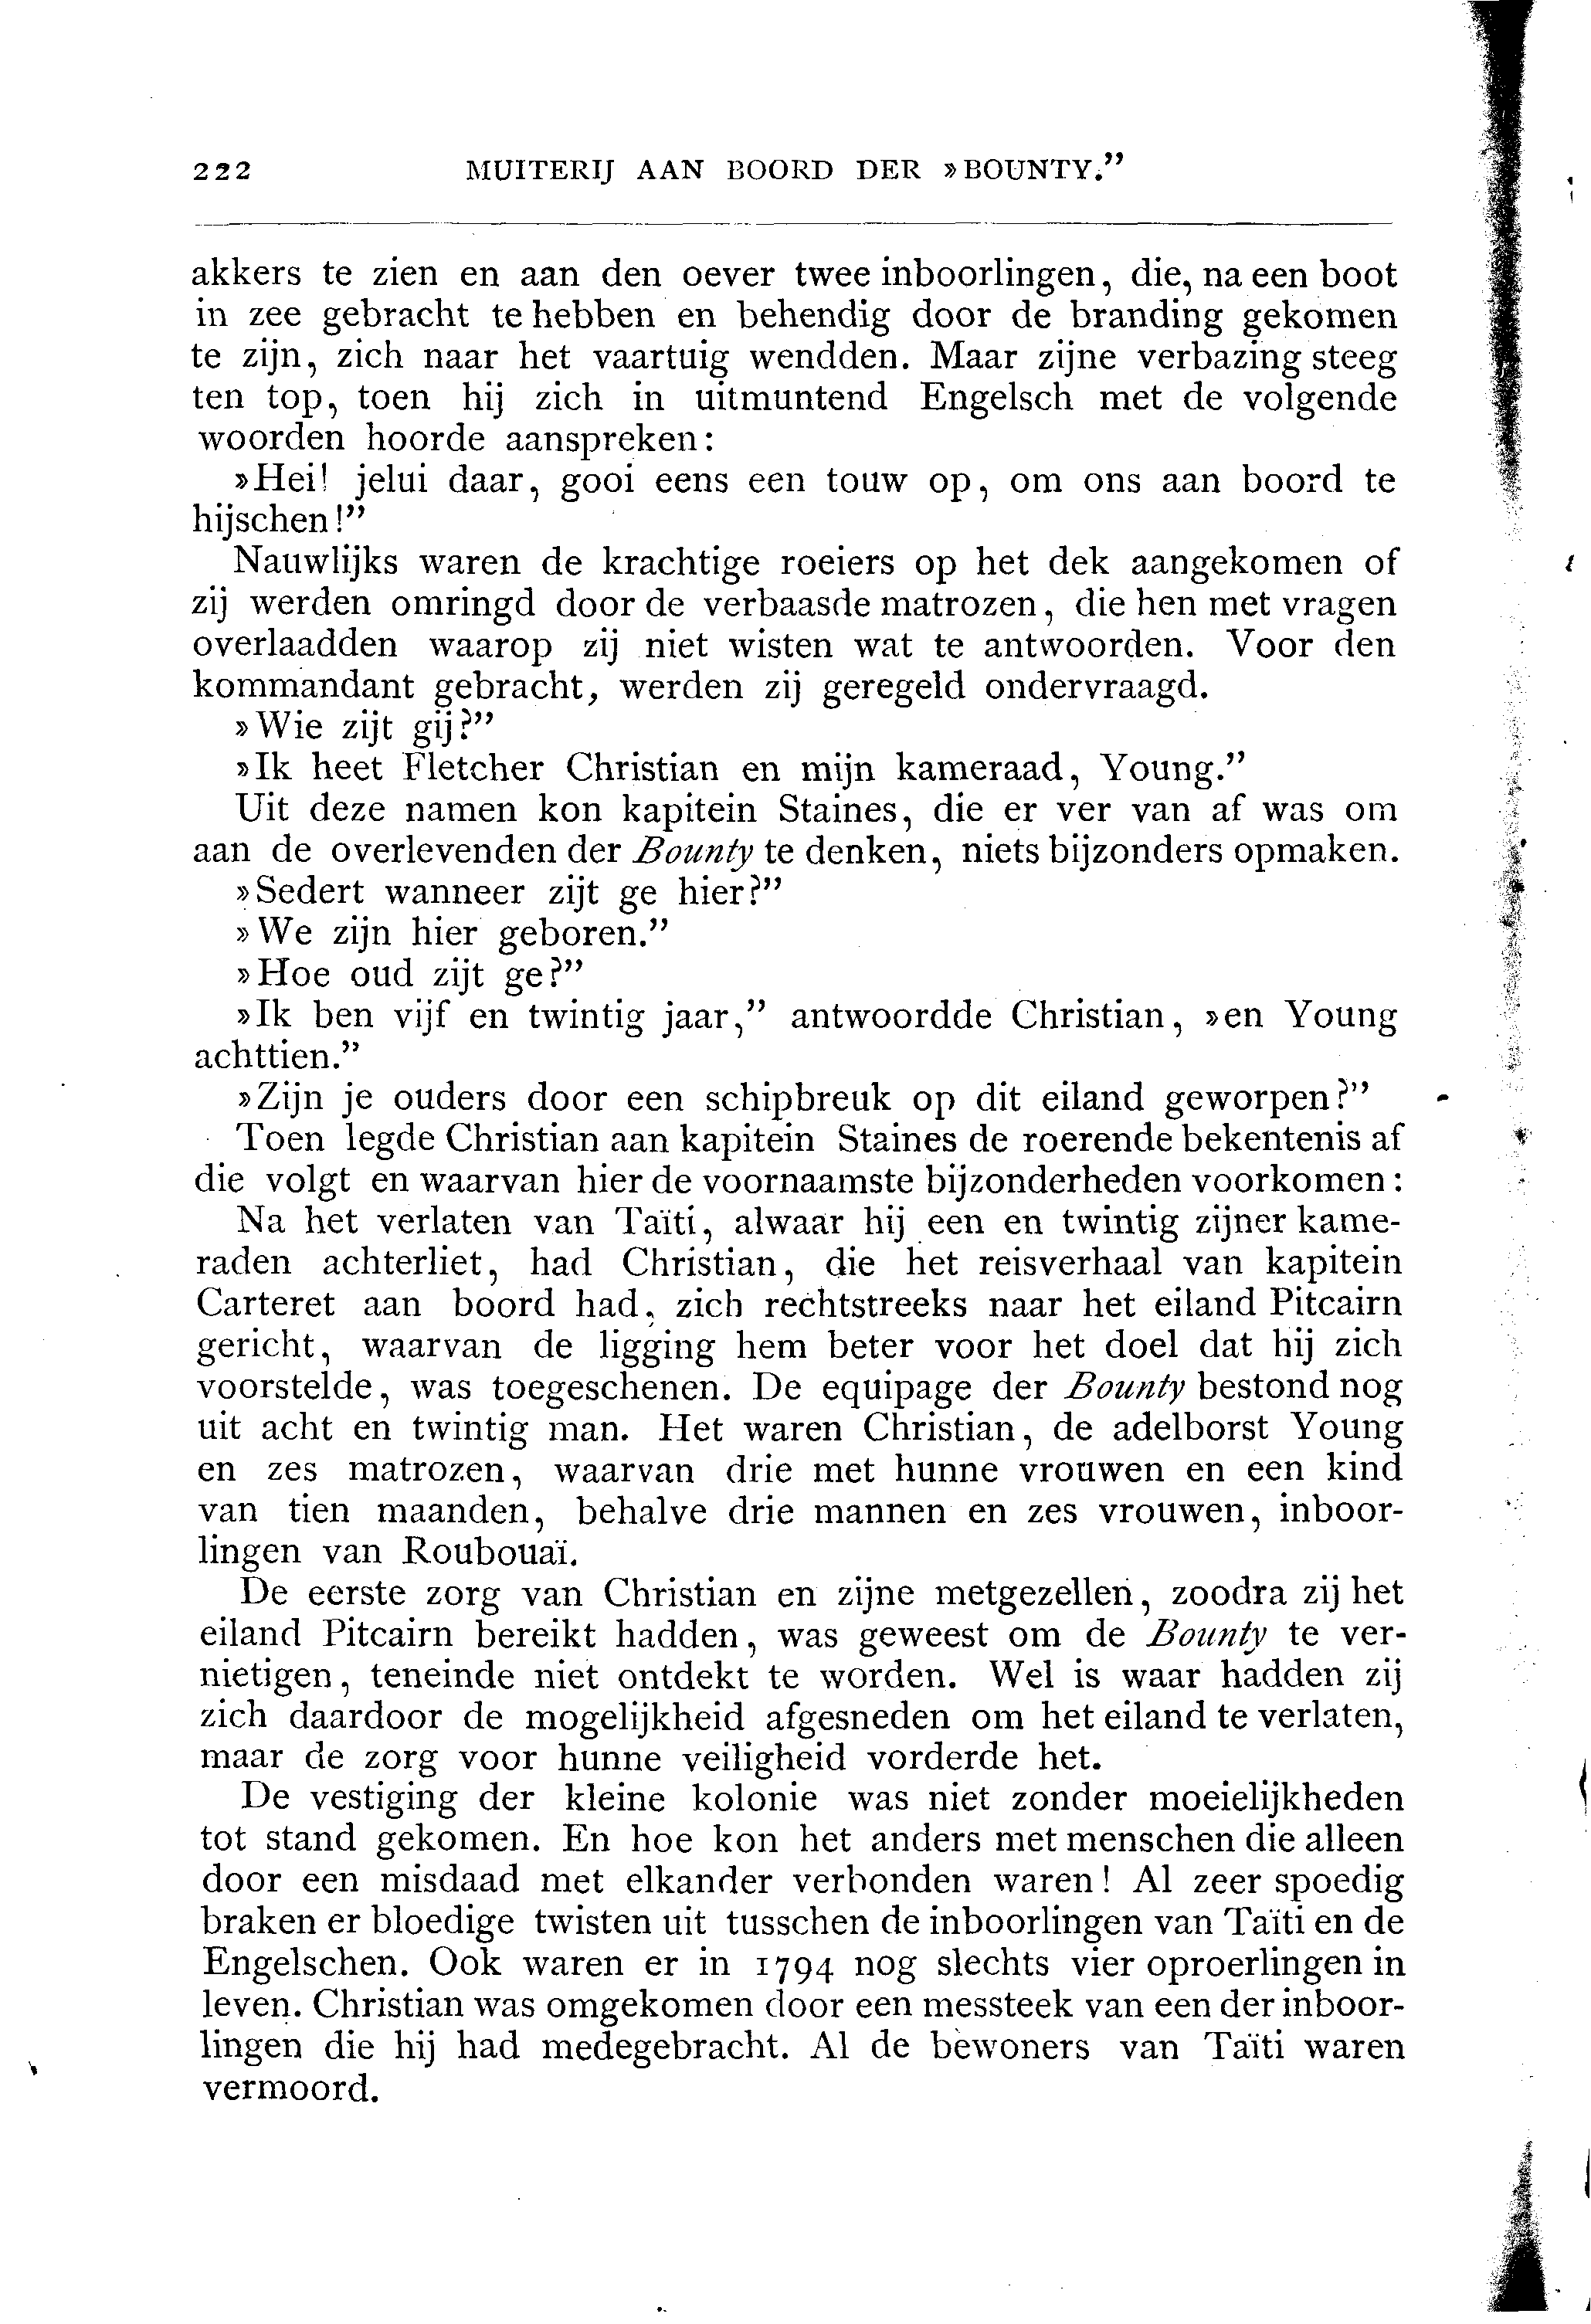 222 MUITERIJ AAN BOORD DER »BOUNTY.”
akkers te zien en aan den oever twee inboorlingen, die, na een boot
in zee gebracht te hebben en behendig door de branding gekomen
te zijn, zich naar het vaartuig wendden. Maar zijne verbazing steeg
ten top, toen hij zich in uitmuntend Engelsch met de volgende
woorden hoorde aanspreken:
»Hei! jelui daar, gooi eens een touw op, om ons aan boord te
hijschen!”
Nauwlijks waren de krachtige roeiers op het dek aangekomen of
zij werden omringd door de verbaasde matrozen, die hen met vragen
overlaadden waarop zij niet wisten wat te antwoorden. Voor den
kommandant gebracht, werden zij geregeld ondervraagd.
»Wie zijt gij?”
»Ik heet Fletcher Christian en mijn kameraad, Young.”
Uit deze namen kon kapitein Staines, die er ver van af was om
aan de overlevenden der Bounty te denken, niets bijzonders opmaken.
»Sedert wanneer zijt ge hier?”
»We zijn hier geboren.”
»Hoe oud zijt ge?”
»Ik ben vijf en twintig jaar,” antwoordde Christian, »en Young
achttien.”
»Zijn je ouders door een schipbreuk op dit eiland geworpen?”
Toen legde Christian aan kapitein Staines de roerende bekentenis af
die volgt en waarvan hier de voornaamste bijzonderheden voorkomen:
Na het verlaten van Taïti, alwaar hij een en twintig zijner kame-
raden achterliet, had Christian, die het reisverhaal van kapitein
Carteret aan boord had, zich rechtstreeks naar het eiland Pitcairn
gericht, waarvan de ligging hem beter voor het doel dat hij zich
voorstelde, was toegeschenen. De equipage der Bounty bestond nog
uit acht en twintig man. Het waren Christian, de adelborst Young
en zes matrozen, waarvan drie met hunne vrouwen en een kind
van tien maanden, behalve drie mannen en zes vrouwen, inboor-
lingen van Roubouaï.
De eerste zorg van Christian en zijne metgezellen, zoodra zij het
eiland Pitcairn bereikt hadden, was geweest om de Bounty te ver-
nietigen, teneinde niet ontdekt te worden. Wel is waar hadden zij
zich daardoor de mogelijkheid afgesneden om het eiland te verlaten,
maar de zorg voor hunne veiligheid vorderde het.
De vestiging der kleine kolonie was niet zonder moeielijkheden
tot stand gekomen. En hoe kon het anders met menschen die alleen
door een misdaad met elkander verbonden waren! Al zeer spoedig
braken er bloedige twisten uit tusschen de inboorlingen van Taïti en de
Engelschen. Ook waren er in 1794 nog slechts vier oproerlingen in
leven. Christian was omgekomen door een messteek van een der inboor-
lingen die hij had medegebracht. Al de bewoners van Taïti waren
vermoord.